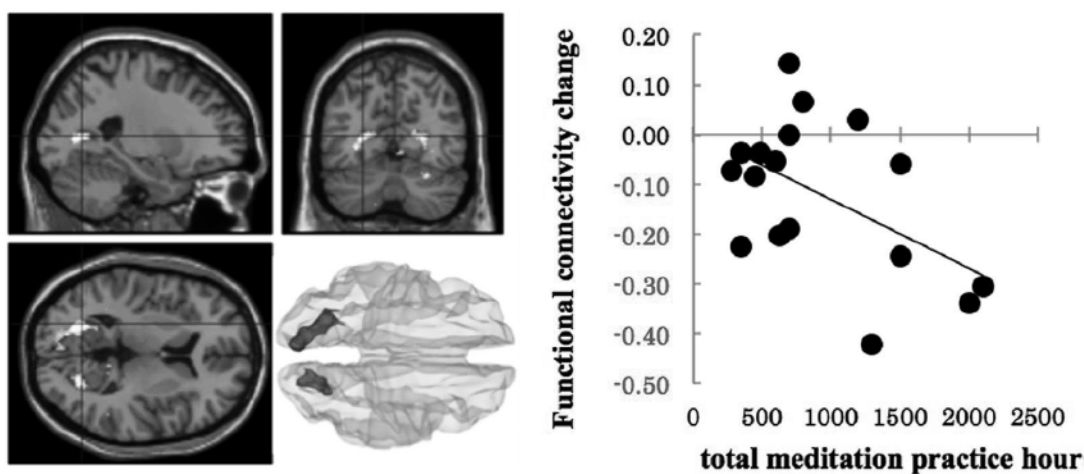 Functional connectivity change
0.20
0.10
0.00
-0.10
-0.20
-0.30
-0.40
-0.50
0 500 1000 1500 2000 2500
total meditation practice hour